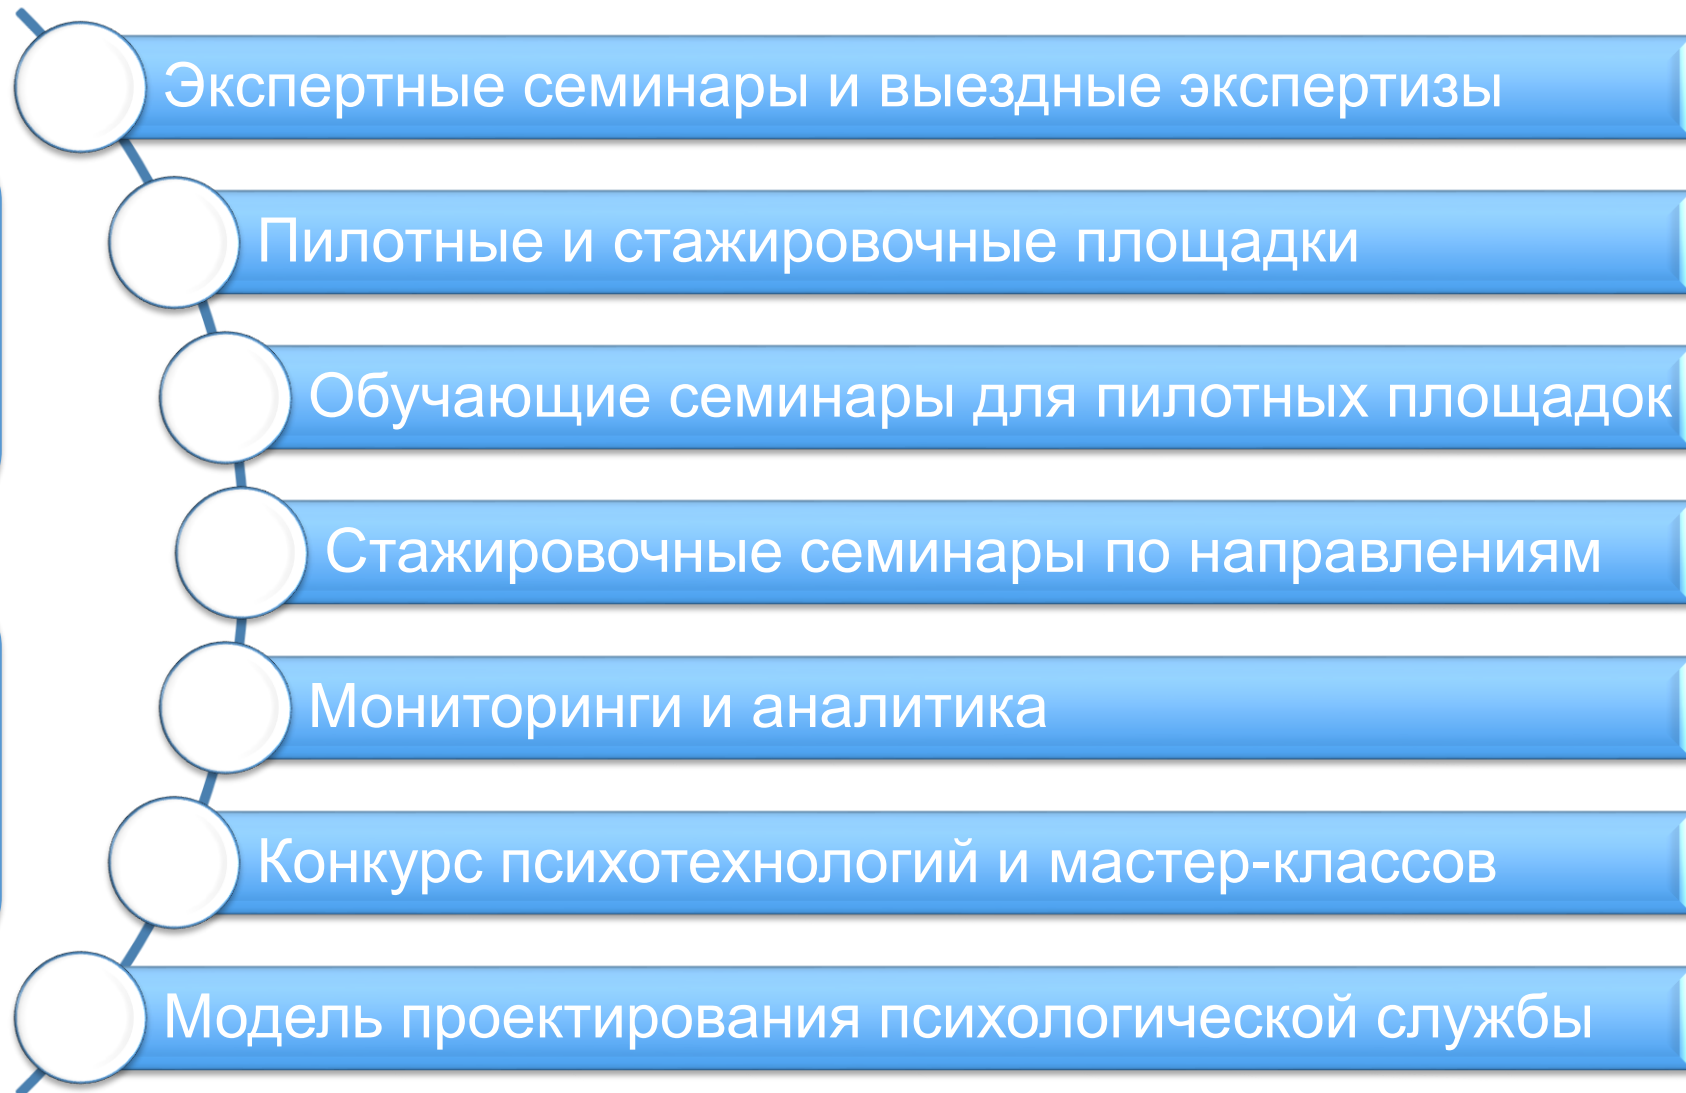 Экспертные семинары и выездные экспертизы
Пилотные и стажировочные площадки
Обучающие семинары для пилотных площадок
Стажировочные семинары по направлениям
Мониторинги и аналитика
Конкурс психотехнологий и мастер-классов
Модель проектирования психологической службы